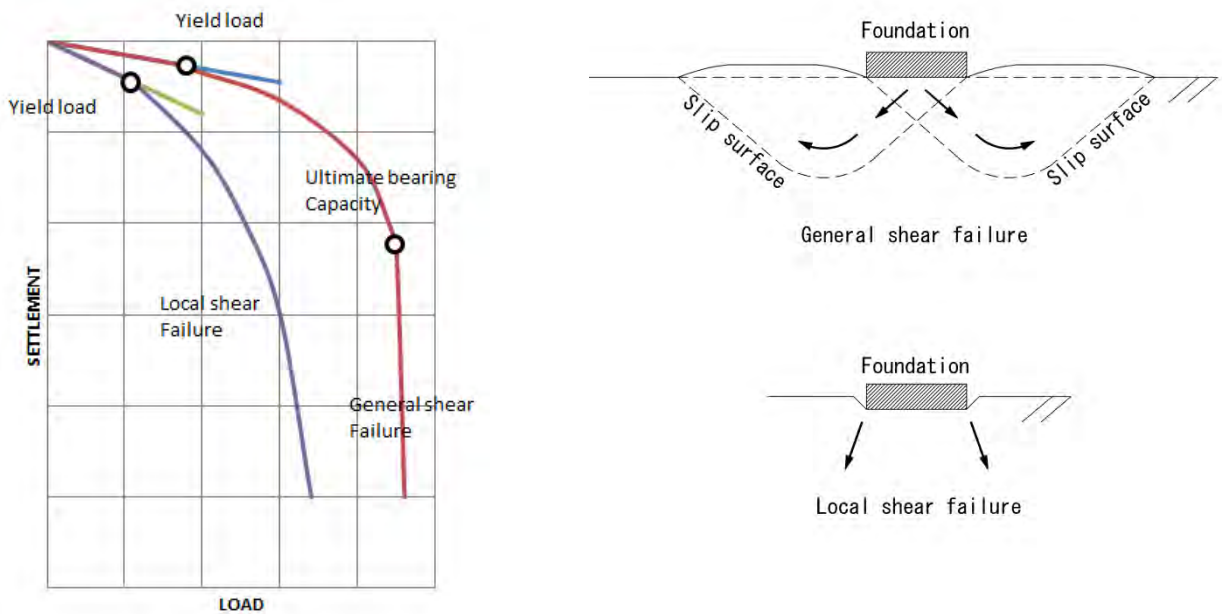 Yield load
Yield load
Ultimate bearing
Capacity
Local shear
Failure
General shear
Failure
SETTLEMENT
LOAD
Foundation
Slip surface
Slip surface
General shear failure
Foundation
Local shear failure